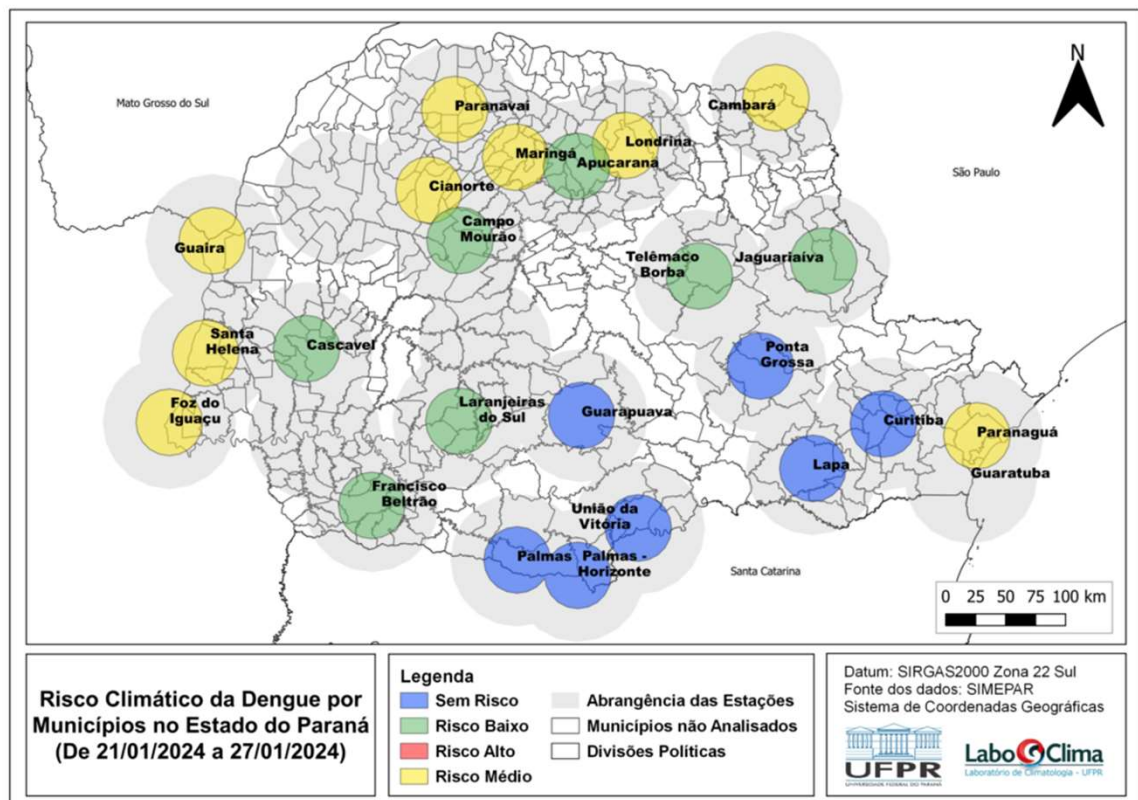 N
Mato Grosso do Sul
São Paulo
Santa Catarina
Paranavaí
Cambará
Maringá
Londrina
Apucarana
Cianorte
Campo
Mourão
Guaira
Telêmaco
Borba
Jaguariaíva
Santa
Helena
Cascavel
Ponta
Grossa
Foz do
Iguaçu
Laranjeiras
do Sul
Guarapuava
Curitiba
Paranaguá
Lapa
Guaratuba
Francisco
Beltrão
União da
Vitória
Palmas
Palmas -
Horizonte
0 25 50 75 100 km
Risco Climático da Dengue por
Municípios no Estado do Paraná
(De 21/01/2024 a 27/01/2024)
Legenda
Sem Risco
Risco Baixo
Risco Alto
Risco Médio
Abrangência das Estações
Municípios não Analisados
Divisões Políticas
Datum: SIRGAS2000 Zona 22 Sul
Fonte dos dados: SIMEPAR
Sistema de Coordenadas Geográficas
UFPR
UNIVERSIDADE FEDERAL DO PARANÁ
LaboClima
Laboratório de Climatologia - UFPR